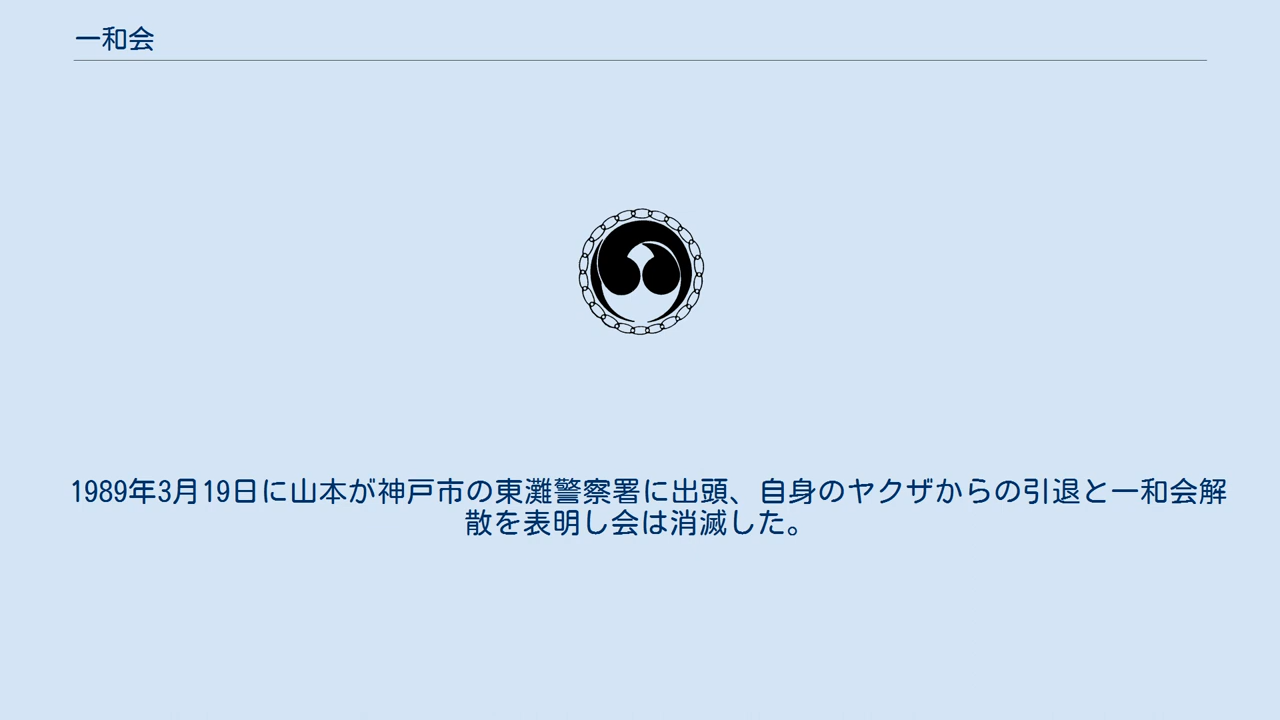 一和会
1989年3月19日に山本が神戸市の東灘警察署に出頭、自身のヤクザからの引退と一和会解
散を表明し会は消滅した。